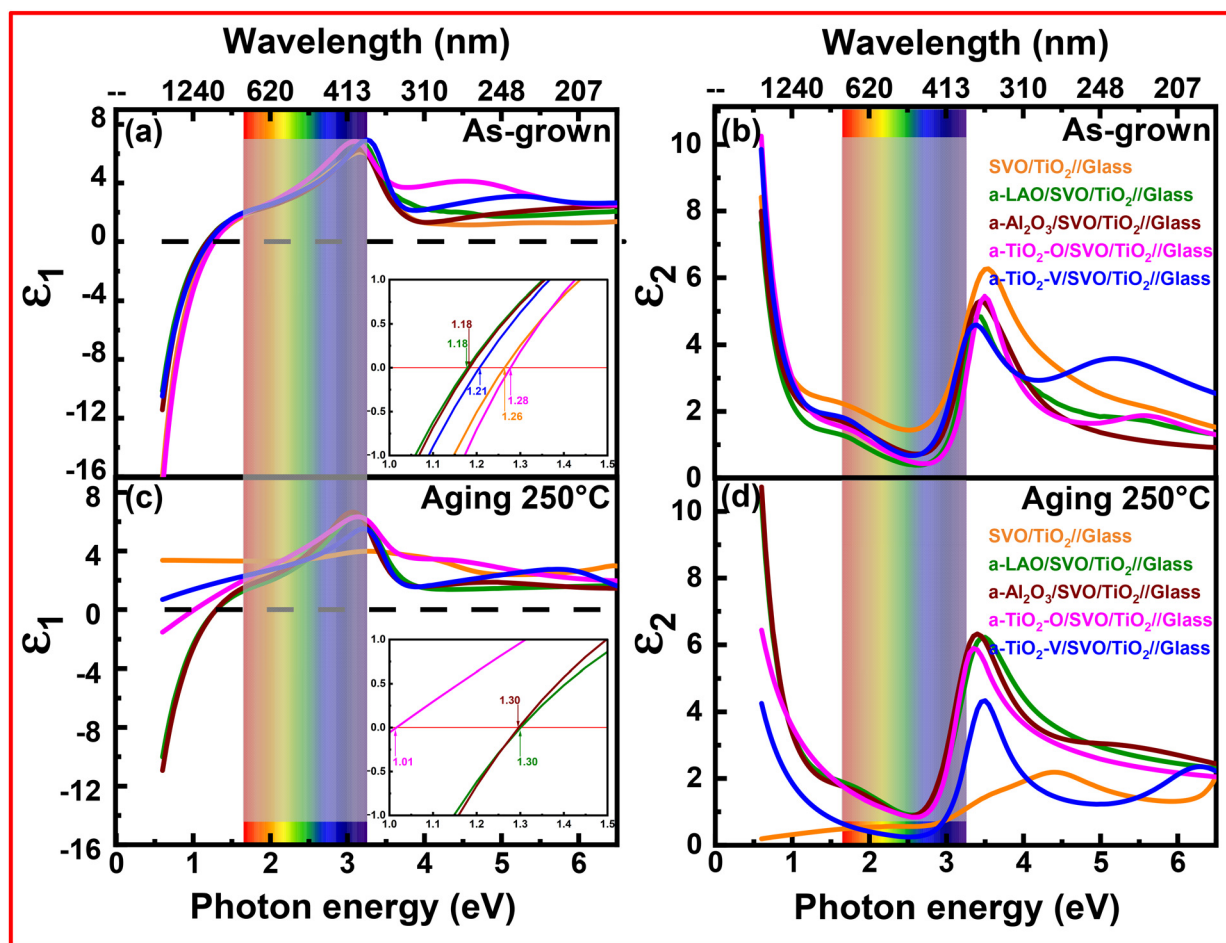 Wavelength (nm)
-- 1240 620 413 310 248 207
(a) As-grown
8
4
0
-4
-8
-12
-16
ε1
1.0
0.5
0.0
-0.5
-1.0
1.18
1.18
1.21
1.28
1.26
1.0 1.1 1.2 1.3 1.4 1.5
Wavelength (nm)
-- 1240 620 413 310 248 207
(b) As-grown
10
8
6
4
2
0
ε2
SVO/TiO2//Glass
a-LAO/SVO/TiO2//Glass
a-Al2O3/SVO/TiO2//Glass
a-TiO2-O/SVO/TiO2//Glass
a-TiO2-V/SVO/TiO2//Glass
(c) Aging 250°C
8
4
0
-4
-8
-12
-16
ε1
1.0
0.5
0.0
-0.5
-1.0
1.30
1.01
1.30
1.0 1.1 1.2 1.3 1.4 1.5
0 1 2 3 4 5 6
Photon energy (eV)
(d) Aging 250°C
10
8
6
4
2
0
ε2
SVO/TiO2//Glass
a-LAO/SVO/TiO2//Glass
a-Al2O3/SVO/TiO2//Glass
a-TiO2-O/SVO/TiO2//Glass
a-TiO2-V/SVO/TiO2//Glass
0 1 2 3 4 5 6
Photon energy (eV)